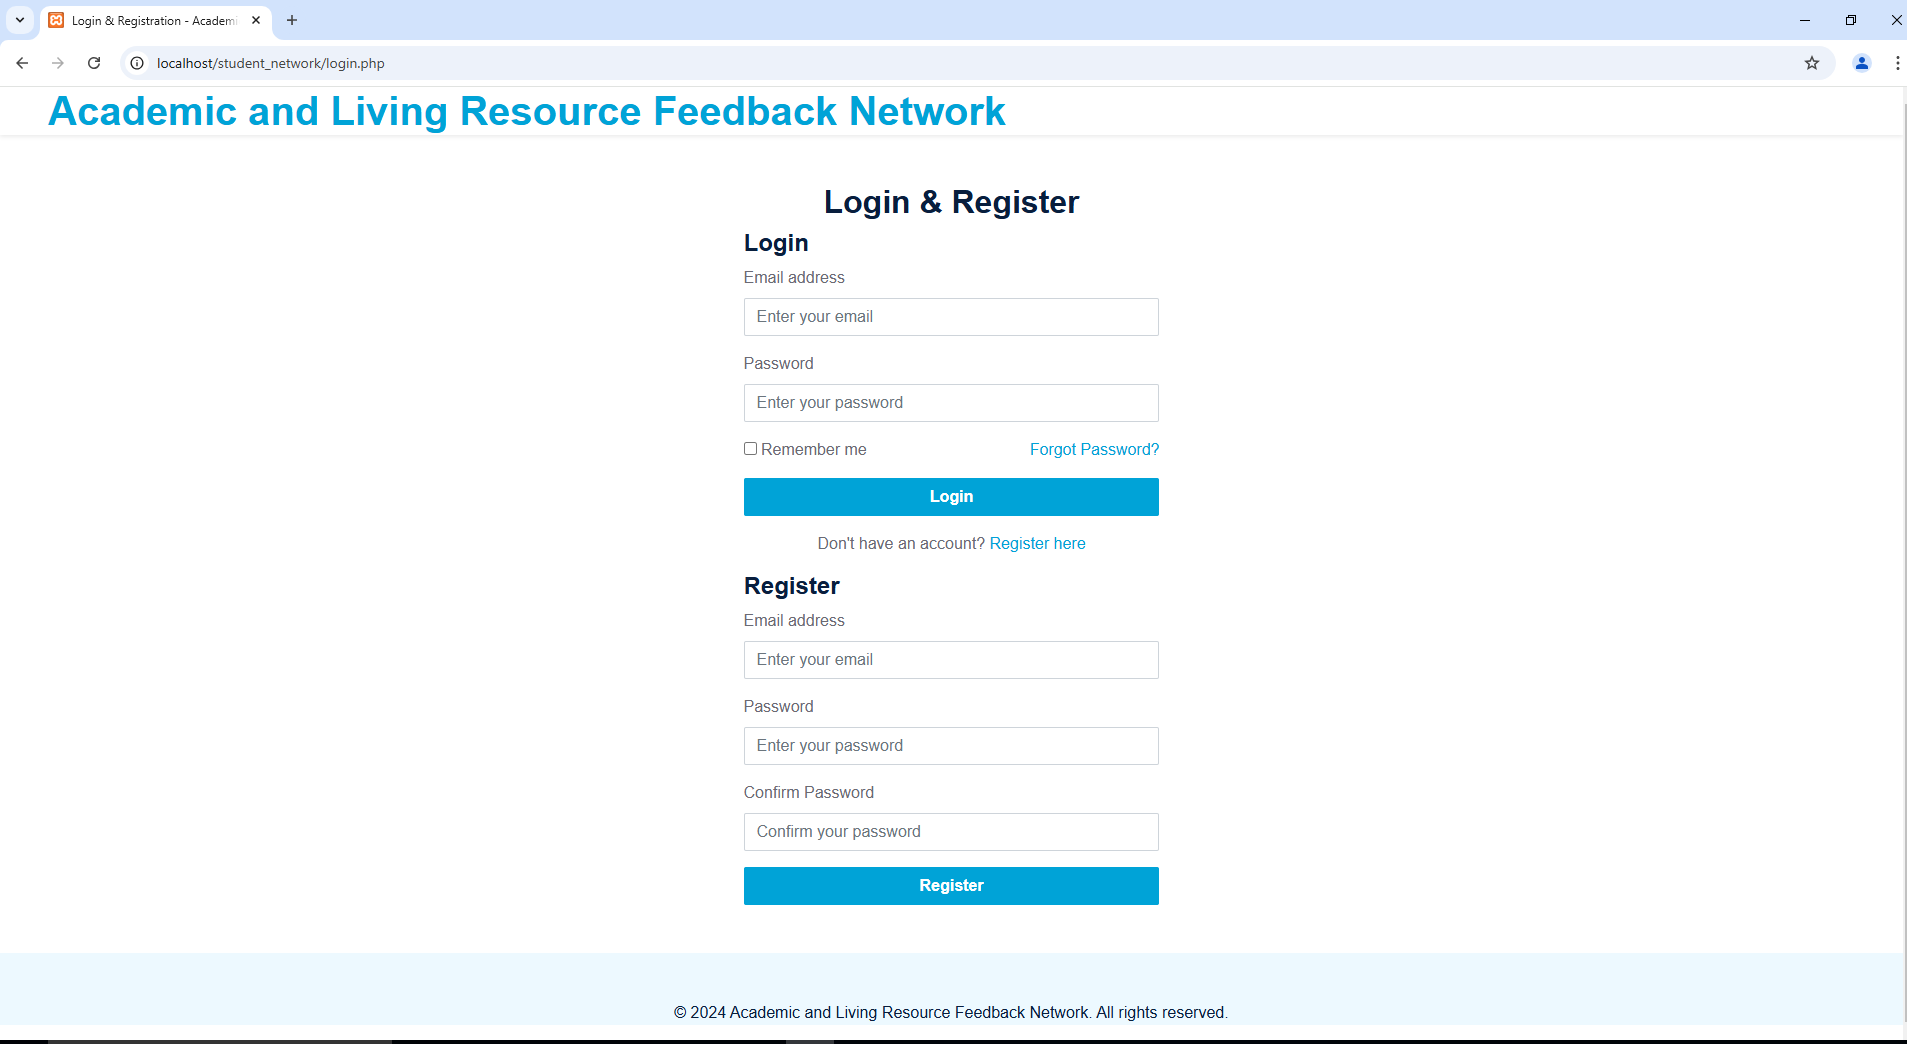 Login & Registration - Academi
localhost/student_network/login.php
Academic and Living Resource Feedback Network
Login & Register
Login
Email address
Enter your email
Password
Enter your password
Remember me Forgot Password?
Login
Don't have an account? Register here
Register
Email address
Enter your email
Password
Enter your password
Confirm Password
Confirm your password
Register
© 2024 Academic and Living Resource Feedback Network. All rights reserved.